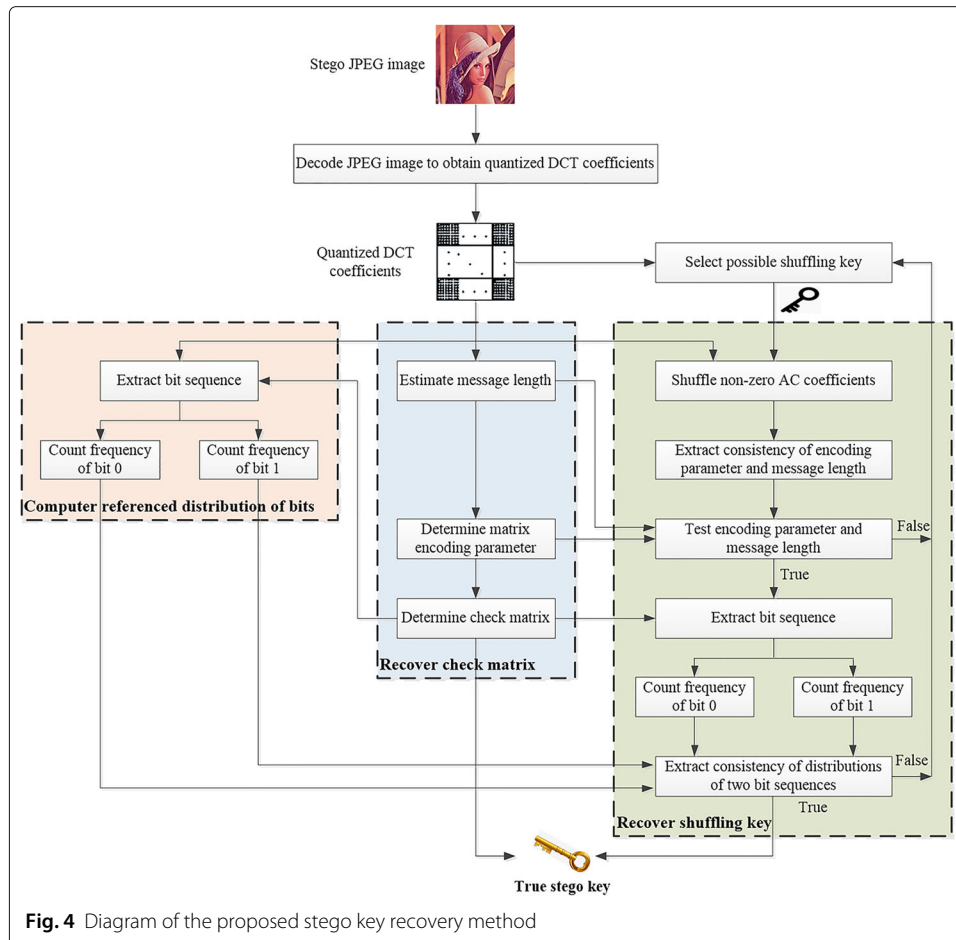 Stego JPEG image
Decode JPEG image to obtain quantized DCT coefficients
Quantized DCT
coefficients
Select possible shuffling key
Extract bit sequence
Count frequency
of bit 0
Count frequency
of bit 1
Computer referenced distribution of bits
Estimate message length
Determine matrix
encoding parameter
Determine check matrix
Recover check matrix
Shuffle non-zero AC coefficients
Extract consistency of encoding
parameter and message length
Test encoding parameter and
message length
False
True
Extract bit sequence
Count frequency
of bit 0
Count frequency
of bit 1
Extract consistency of distributions
of two bit sequences
False
True
Recover shuffling key
True stego key
Fig. 4 Diagram of the proposed stego key recovery method